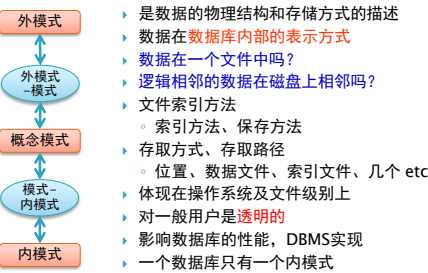 外模式
外模式
-模式
概念模式
模式-
内模式
内模式
是数据的物理结构和存储方式的描述
数据在数据库内部的表示方式
数据在一个文件中吗?
逻辑相邻的数据在磁盘上相邻吗?
文件索引方法
索引方法、保存方法
存取方式、存取路径
位置、数据文件、索引文件、几个 etc
体现在操作系统及文件级别上
对一般用户是透明的
影响数据库的性能，DBMS实现
一个数据库只有一个内模式